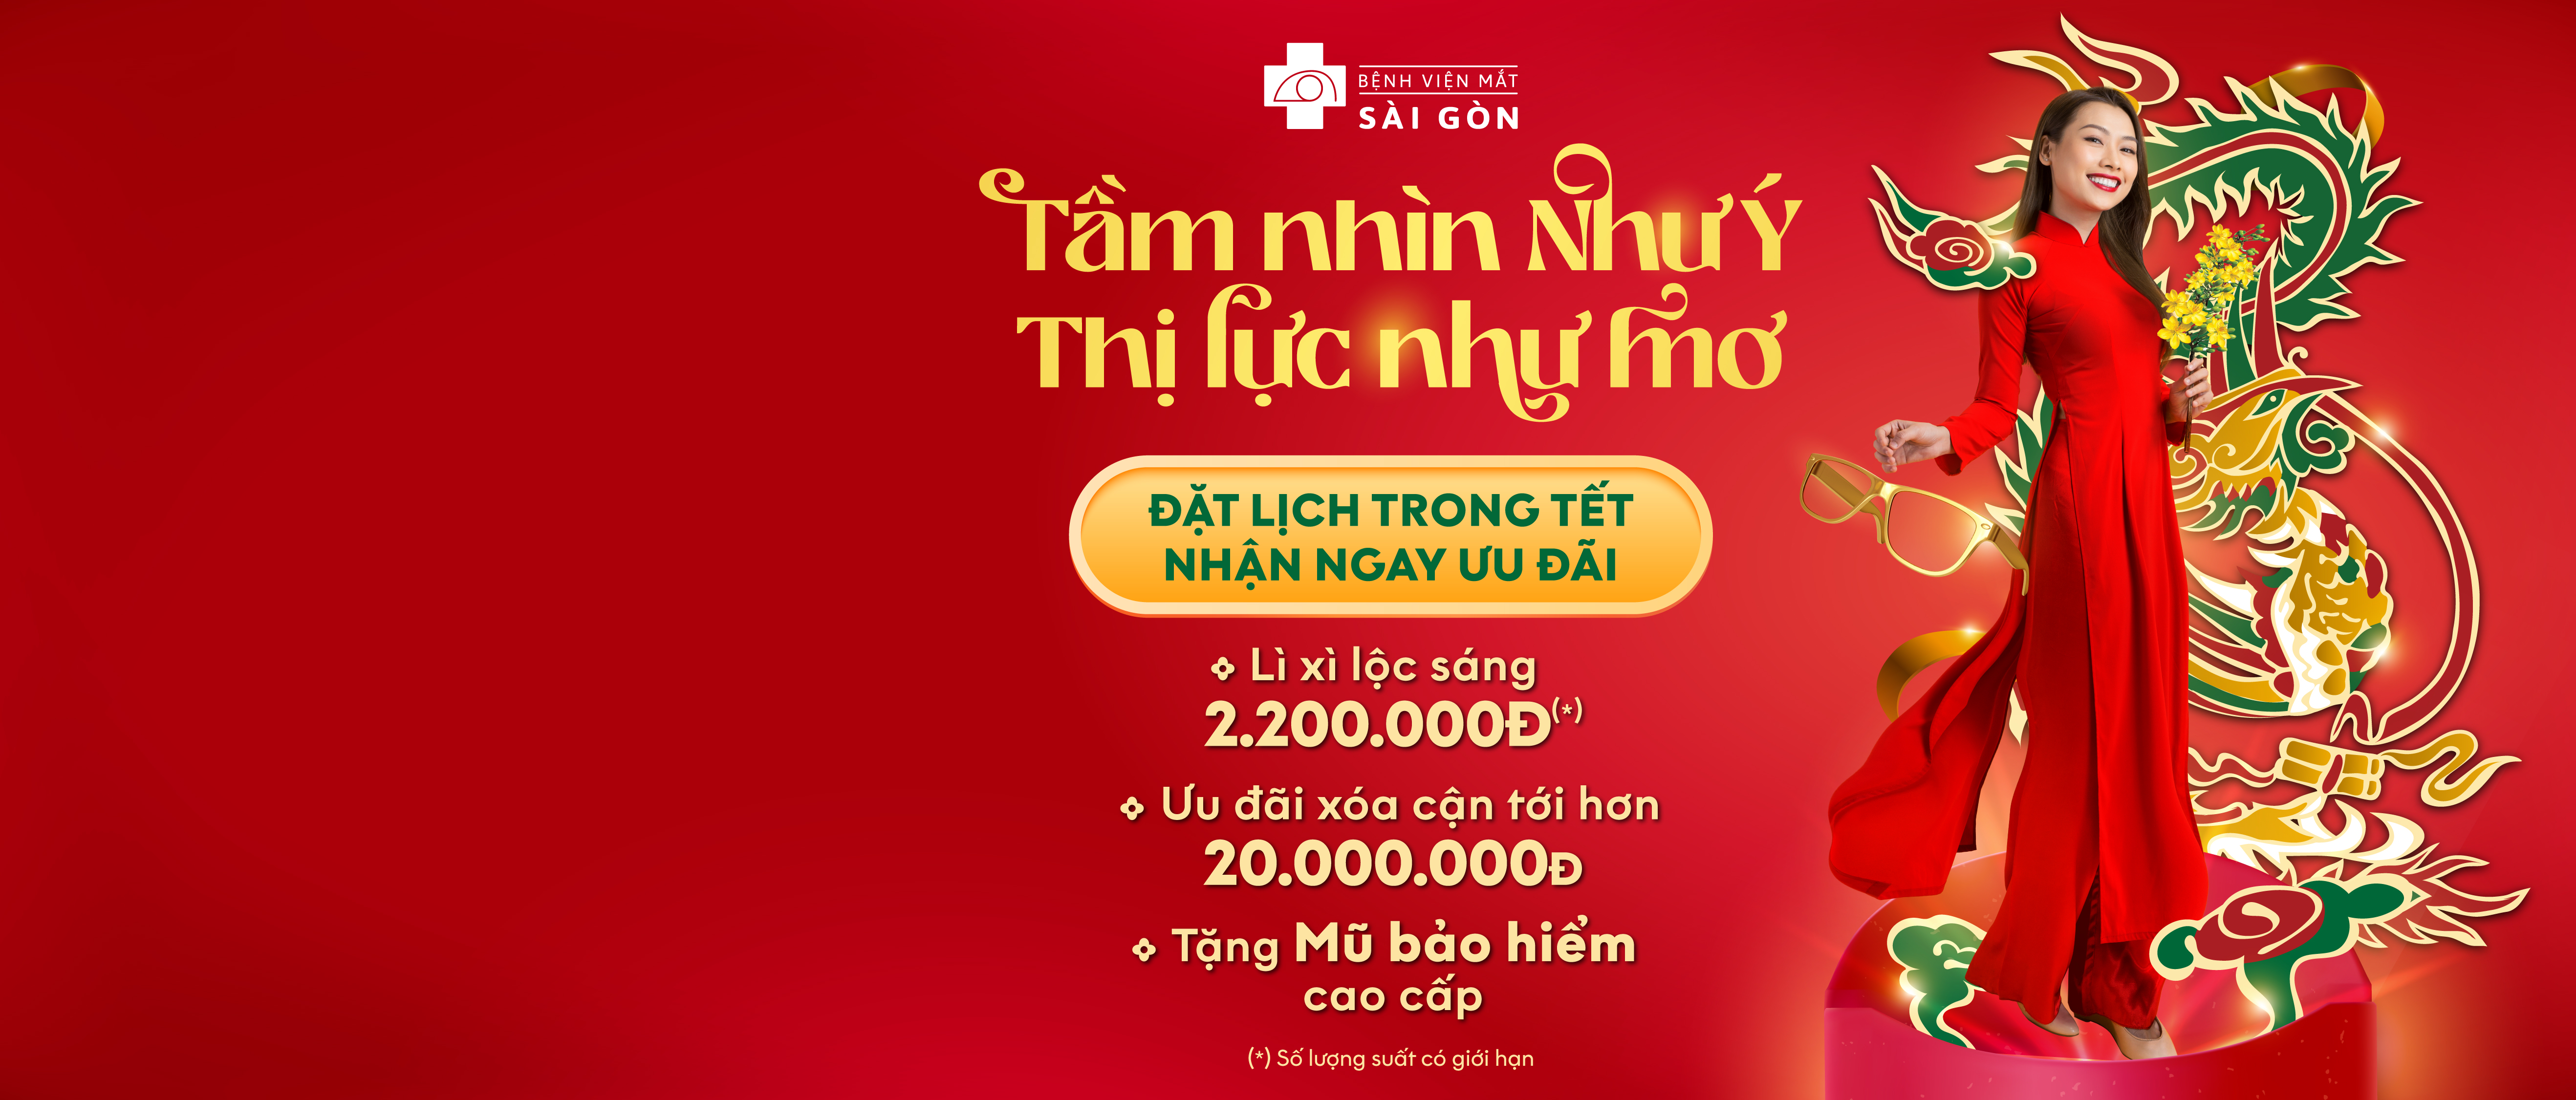 BỆNH VIỆN MẮT
SÀI GÒN
Tầm nhìn Như Ý
Thị lực như mơ
ĐẶT LỊCH TRONG TẾT
NHẬN NGAY ƯU ĐÃI
Lì xì lộc sáng
2.200.000Đ(*)
Ưu đãi xóa cận tới hơn
20.000.000Đ
Tặng Mũ bảo hiểm
cao cấp
(*) Số lượng suất có giới hạn